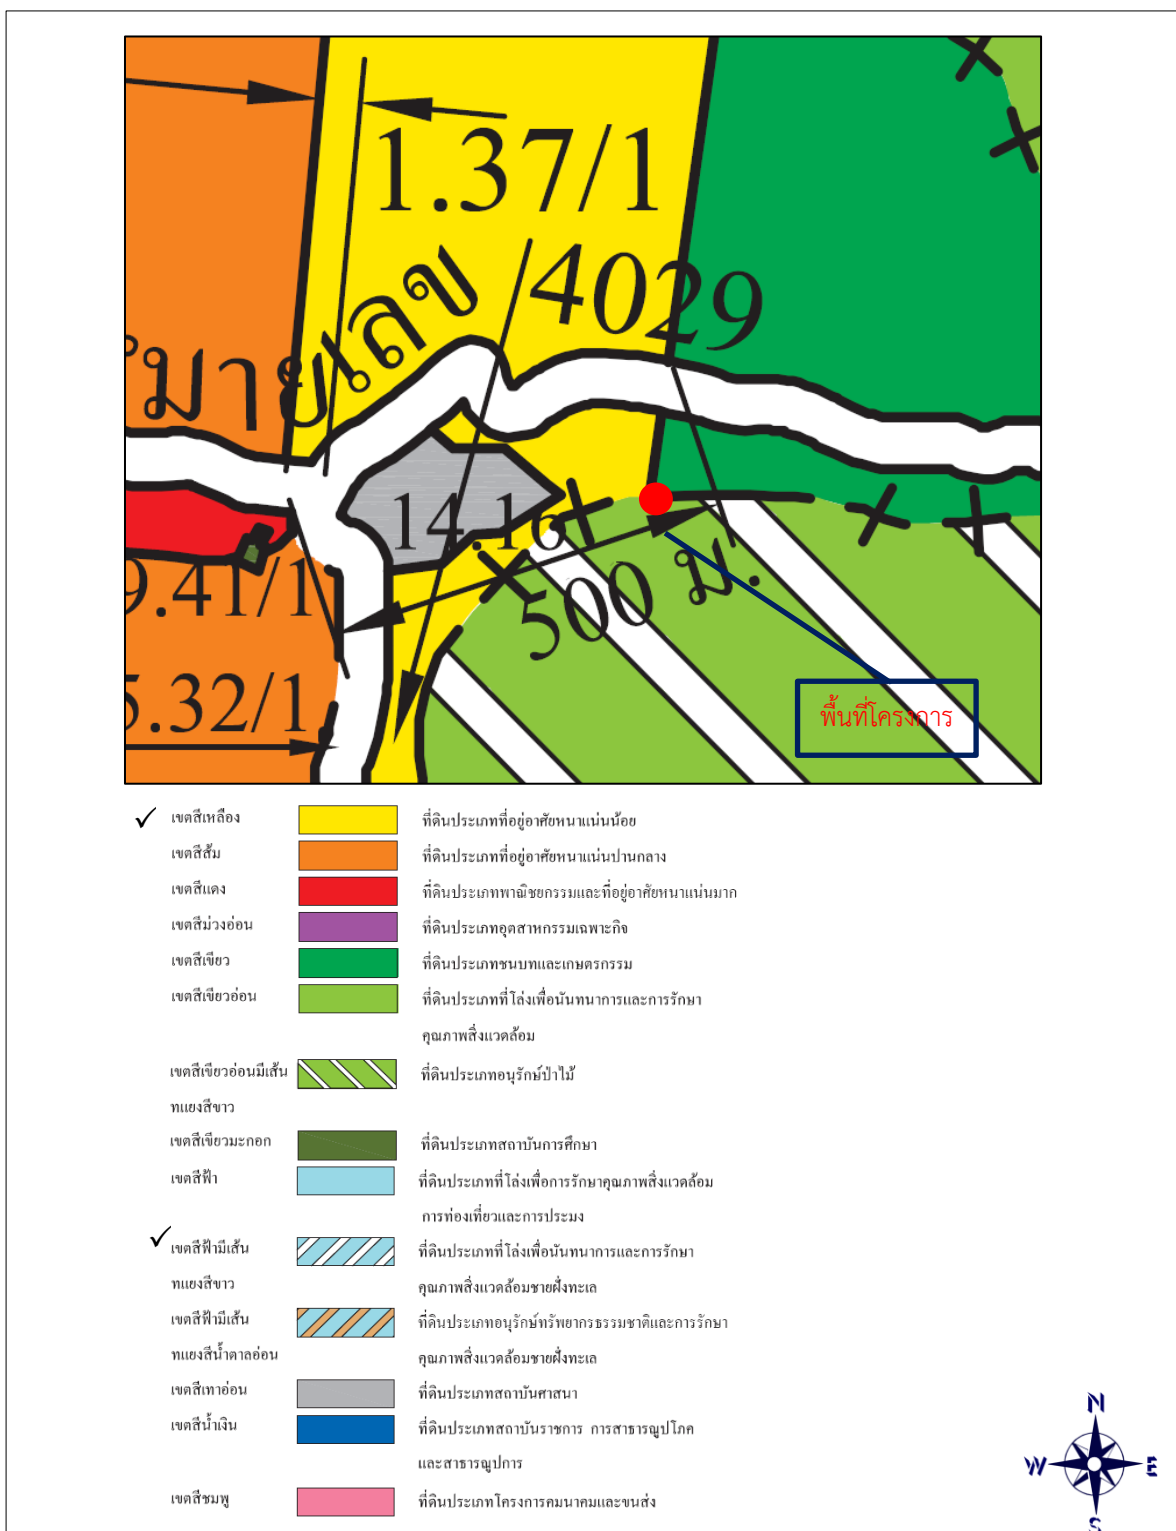 1.37/1
หมายเลข 4029
14.16
9.41/1
500 ม.
5.32/1
พื้นที่โครงการ
✓ เขตสีเหลือง ที่ดินประเภทที่อยู่อาศัยหนาแน่นน้อย
เขตสีส้ม ที่ดินประเภทที่อยู่อาศัยหนาแน่นปานกลาง
เขตสีแดง ที่ดินประเภทพาณิชยกรรมและที่อยู่อาศัยหนาแน่นมาก
เขตสีม่วงอ่อน ที่ดินประเภทอุตสาหกรรมเฉพาะกิจ
เขตสีเขียว ที่ดินประเภทชนบทและเกษตรกรรม
เขตสีเขียวอ่อน ที่ดินประเภทที่โล่งเพื่อนันทนาการและการรักษา
คุณภาพสิ่งแวดล้อม
เขตสีเขียวอ่อนมีเส้น ที่ดินประเภทอนุรักษ์ป่าไม้
ทแยงสีขาว
เขตสีเขียวมะกอก ที่ดินประเภทสถาบันการศึกษา
เขตสีฟ้า ที่ดินประเภทที่โล่งเพื่อการรักษาคุณภาพสิ่งแวดล้อม
การท่องเที่ยวและการประมง
✓ เขตสีฟ้ามีเส้น ที่ดินประเภทที่โล่งเพื่อนันทนาการและการรักษา
ทแยงสีขาว คุณภาพสิ่งแวดล้อมชายฝั่งทะเล
เขตสีฟ้ามีเส้น ที่ดินประเภทอนุรักษ์ทรัพยากรธรรมชาติและการรักษา
ทแยงสีน้ำตาลอ่อน คุณภาพสิ่งแวดล้อมชายฝั่งทะเล
เขตสีเทาอ่อน ที่ดินประเภทสถาบันศาสนา
เขตสีน้ำเงิน ที่ดินประเภทสถาบันราชการ การสาธารณูปโภค
และสาธารณูปการ
เขตสีชมพู ที่ดินประเภทโครงการคมนาคมและขนส่ง
N
W E
S